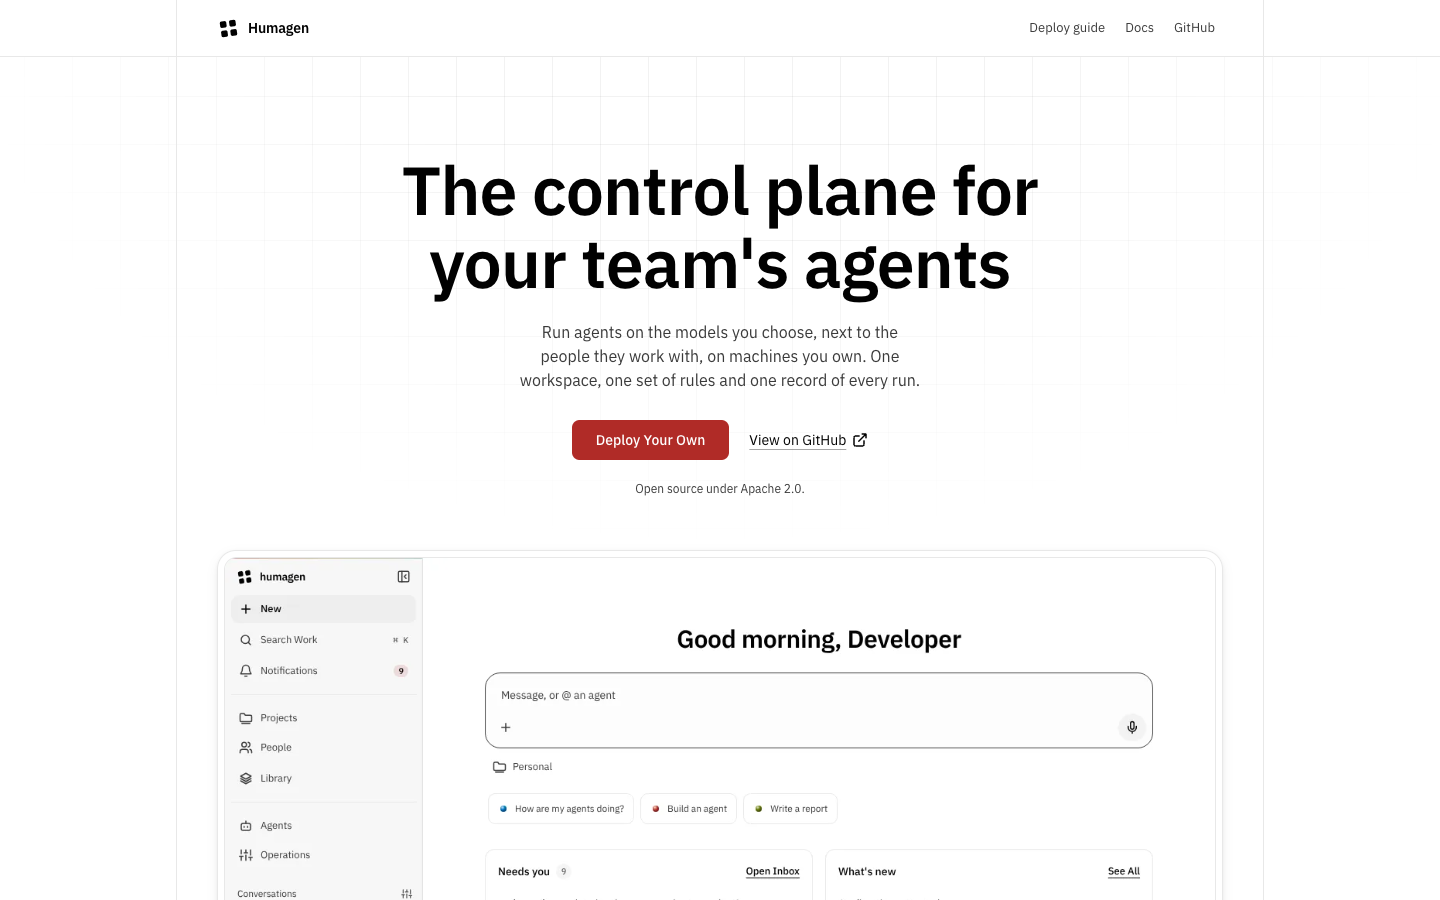 Humagen
Deploy guide
Docs
GitHub
The control plane for
your team's agents
Run agents on the models you choose, next to the
people they work with, on machines you own. One
workspace, one set of rules and one record of every run.
Deploy Your Own
View on GitHub
Open source under Apache 2.0.
humagen
New
Search Work
⌘ K
Notifications
9
Projects
People
Library
Agents
Operations
Conversations
Good morning, Developer
Message, or @ an agent
Personal
How are my agents doing?
Build an agent
Write a report
Needs you 9
Open Inbox
What's new
See All